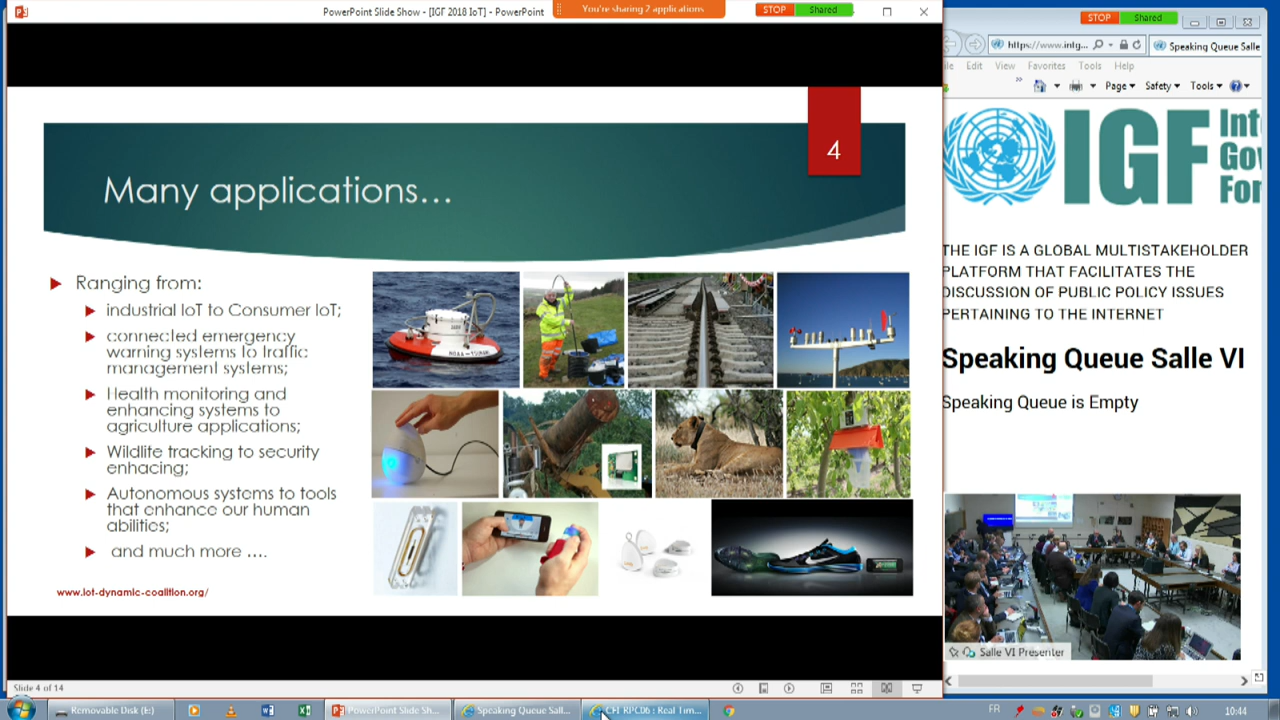 PowerPoint Slide Show - [IGF 2018 IoT] - PowerPoint
You're sharing 2 applications
STOP Shared
4
Many applications...
Ranging from:
industrial IoT to Consumer IoT;
connected emergency
warning systems to traffic
management systems;
Health monitoring and
enhancing systems to
agriculture applications;
Wildlife tracking to security
enhacing;
Autonomous systems to tools
that enhance our human
abilities;
and much more ....
www.iot-dynamic-coalition.org/
Slide 4 of 14
STOP Shared
https://www.intg...
Speaking Queue Salle
Edit View Favorites Tools Help
Page Safety Tools
IGF
THE IGF IS A GLOBAL MULTISTAKEHOLDER
PLATFORM THAT FACILITATES THE
DISCUSSION OF PUBLIC POLICY ISSUES
PERTAINING TO THE INTERNET
Speaking Queue Salle VI
Speaking Queue is Empty
Salle VI Presenter
Removable Disk (E:)
PowerPoint Slide Sh...
Speaking Queue Sall...
CFI_RPCD6 : Real Tim...
FR
10:44